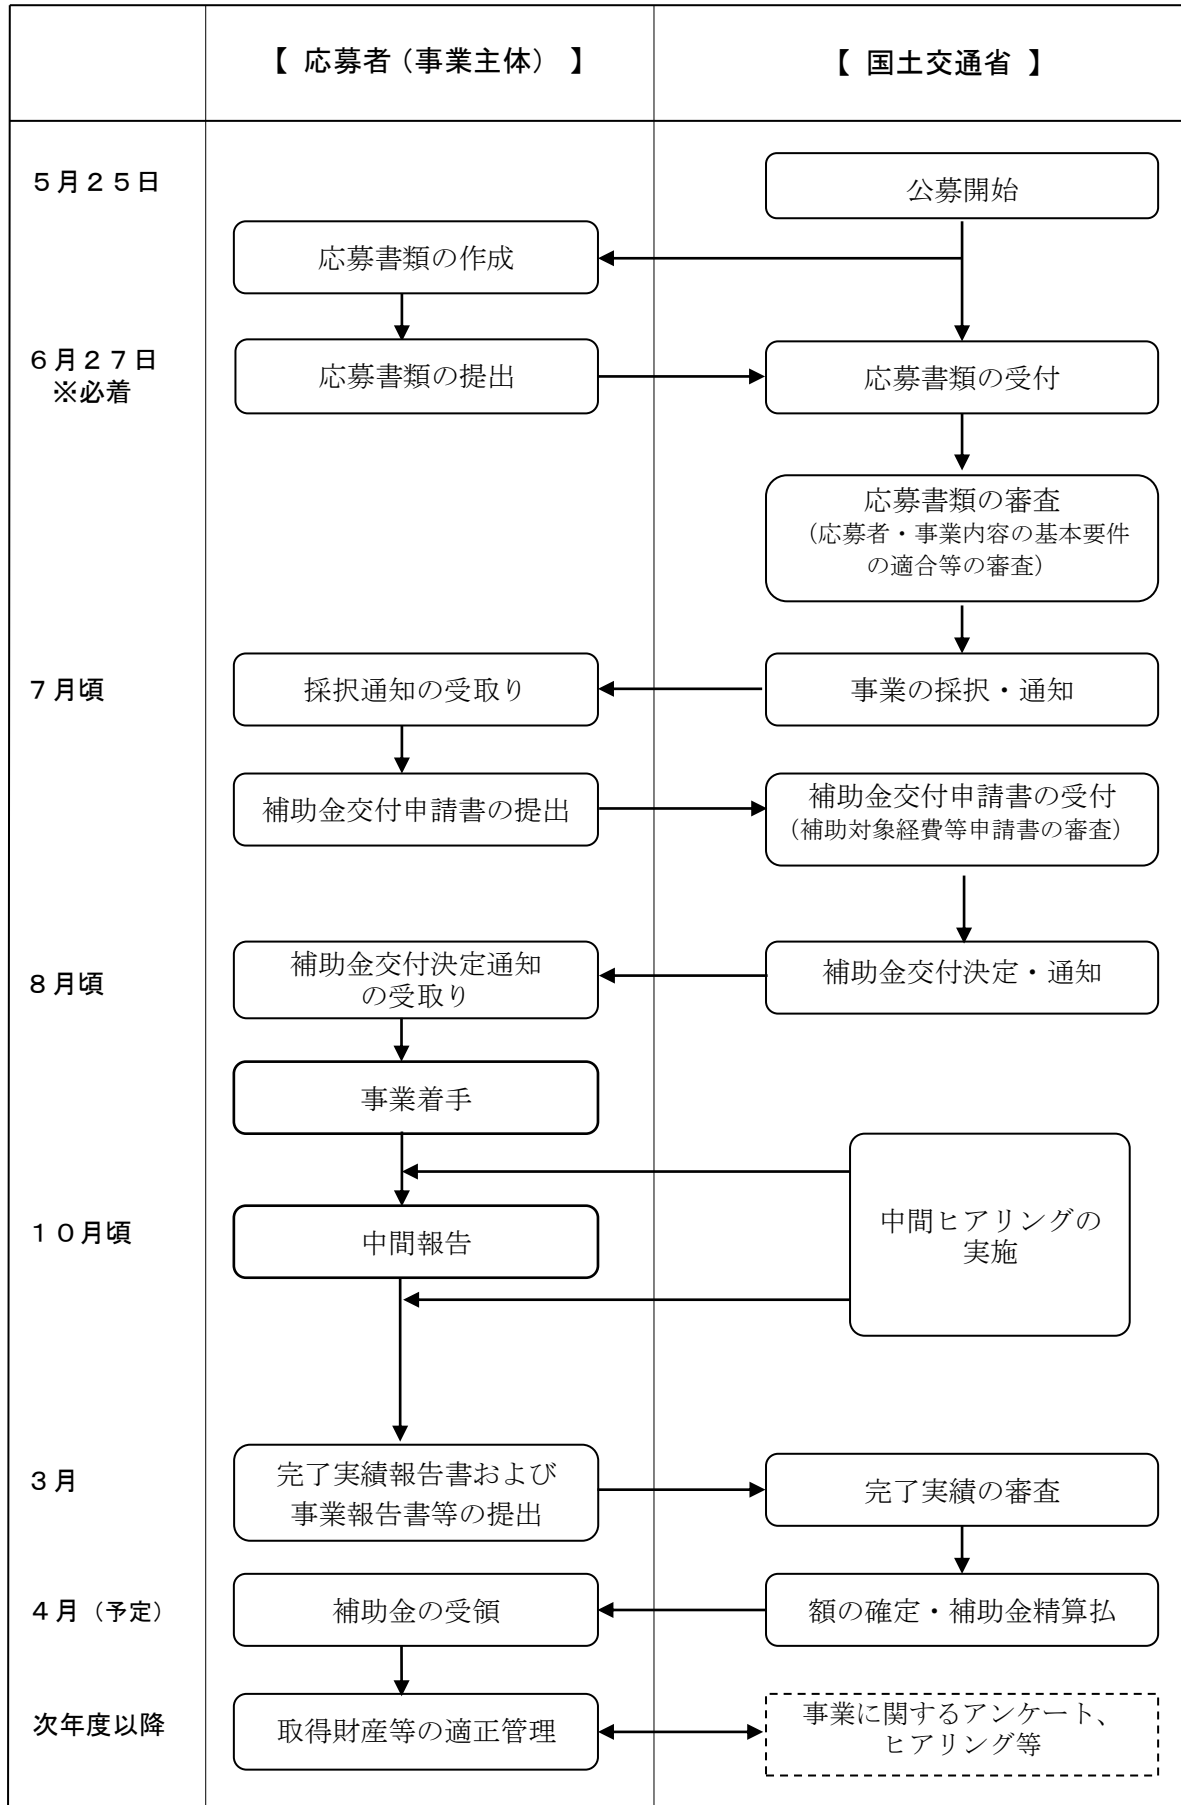 【 応募者（事業主体） 】
【 国土交通省 】
５月２５日
公募開始
応募書類の作成
６月２７日
※必着
応募書類の提出
応募書類の受付
応募書類の審査
（応募者・事業内容の基本要件
の適合等の審査）
７月頃
採択通知の受取り
事業の採択・通知
補助金交付申請書の提出
補助金交付申請書の受付
（補助対象経費等申請書の審査）
８月頃
補助金交付決定通知
の受取り
補助金交付決定・通知
事業着手
１０月頃
中間報告
中間ヒアリングの
実施
３月
完了実績報告書および
事業報告書等の提出
完了実績の審査
４月（予定）
補助金の受領
額の確定・補助金精算払
次年度以降
取得財産等の適正管理
事業に関するアンケート、
ヒアリング等